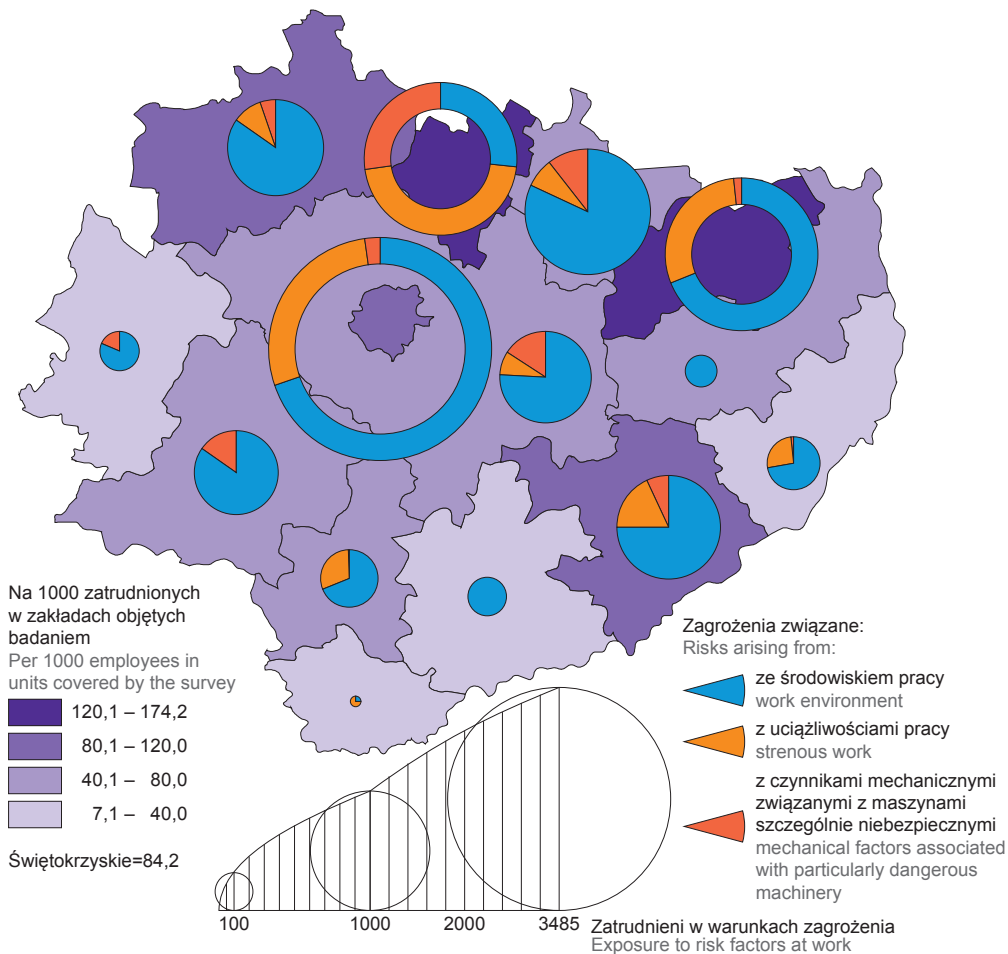 Na 1000 zatrudnionych
w zakładach objętych
badaniem
Per 1000 employees in
units covered by the survey
120,1 – 174,2
80,1 – 120,0
40,1 – 80,0
7,1 – 40,0
Świętokrzyskie=84,2
Zagrożenia związane:
Risks arising from:
ze środowiskiem pracy
work environment
z uciążliwościami pracy
strenous work
z czynnikami mechanicznymi
związanymi z maszynami
szczególnie niebezpiecznymi
mechanical factors associated
with particularly dangerous
machinery
100 1000 2000 3485
Zatrudnieni w warunkach zagrożenia
Exposure to risk factors at work